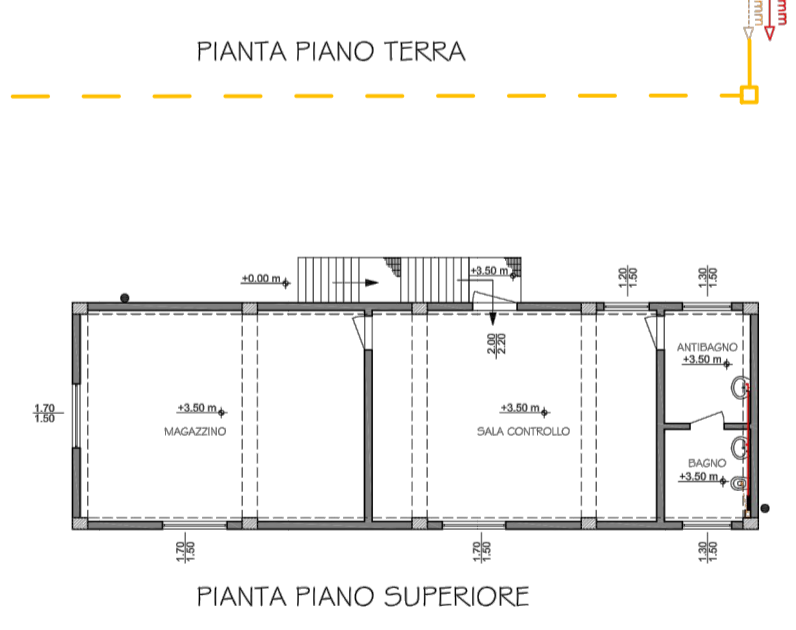 mm
mm
PIANTA PIANO TERRA
+0.00 m
+3.50 m
1.20
1.50
1.30
1.50
2.00
2.20
ANTIBAGNO
+3.50 m
1.70
1.50
+3.50 m
MAGAZZINO
+3.50 m
SALA CONTROLLO
BAGNO
+3.50 m
1.70
1.50
1.70
1.50
1.30
1.50
PIANTA PIANO SUPERIORE